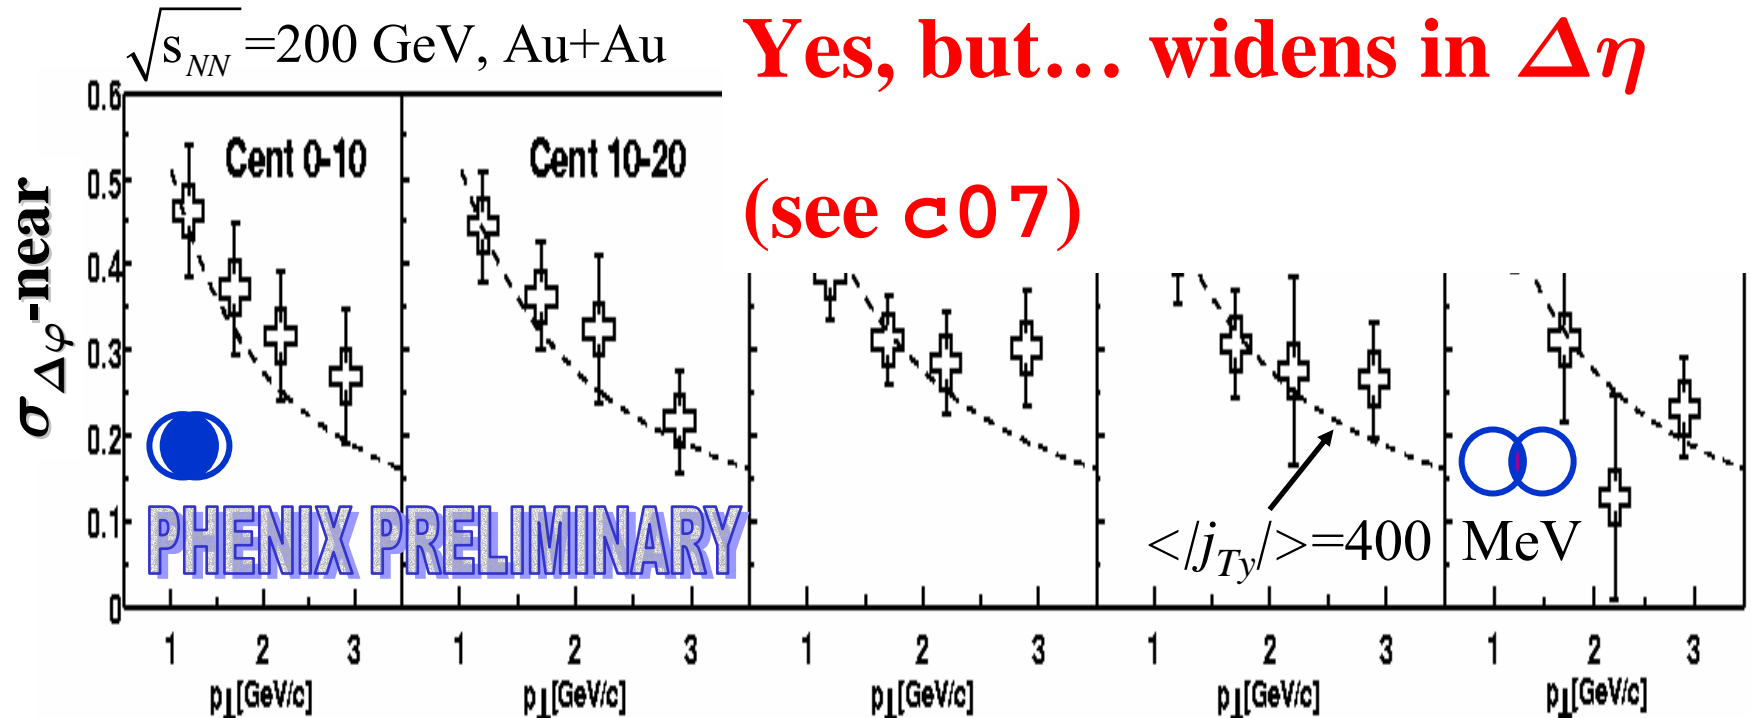 √s_NN =200 GeV, Au+Au
Yes, but… widens in Δη
(see c07)
σ_Δφ-near
0.6
0.5
0.4
0.3
0.2
0.1
0
Cent 0-10
Cent 10-20
PHENIX PRELIMINARY
</j_Ty/>=400 MeV
1 2 3
1 2 3
1 2 3
1 2 3
1 2 3
p⊥[GeV/c]
p⊥[GeV/c]
p⊥[GeV/c]
p⊥[GeV/c]
p⊥[GeV/c]